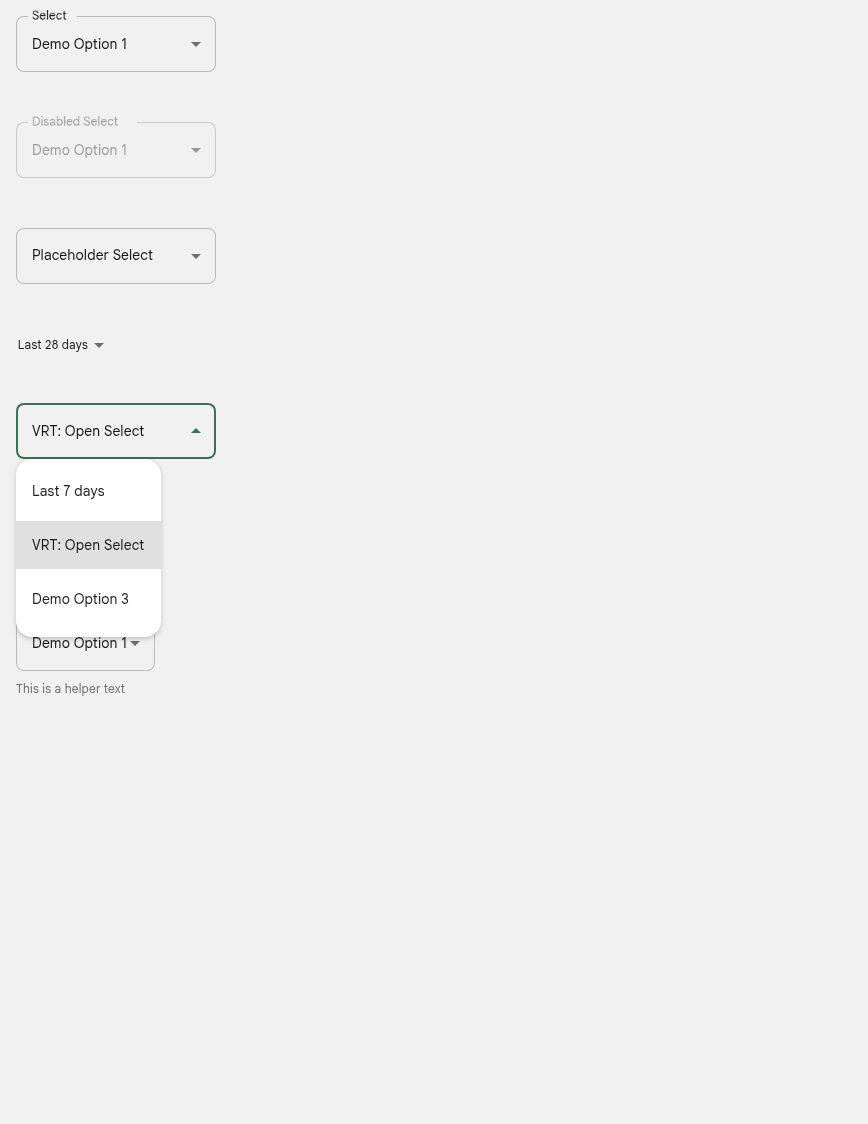 Select
Demo Option 1
Disabled Select
Demo Option 1
Placeholder Select
Last 28 days
VRT: Open Select
Last 7 days
VRT: Open Select
Demo Option 3
Demo Option 1
This is a helper text